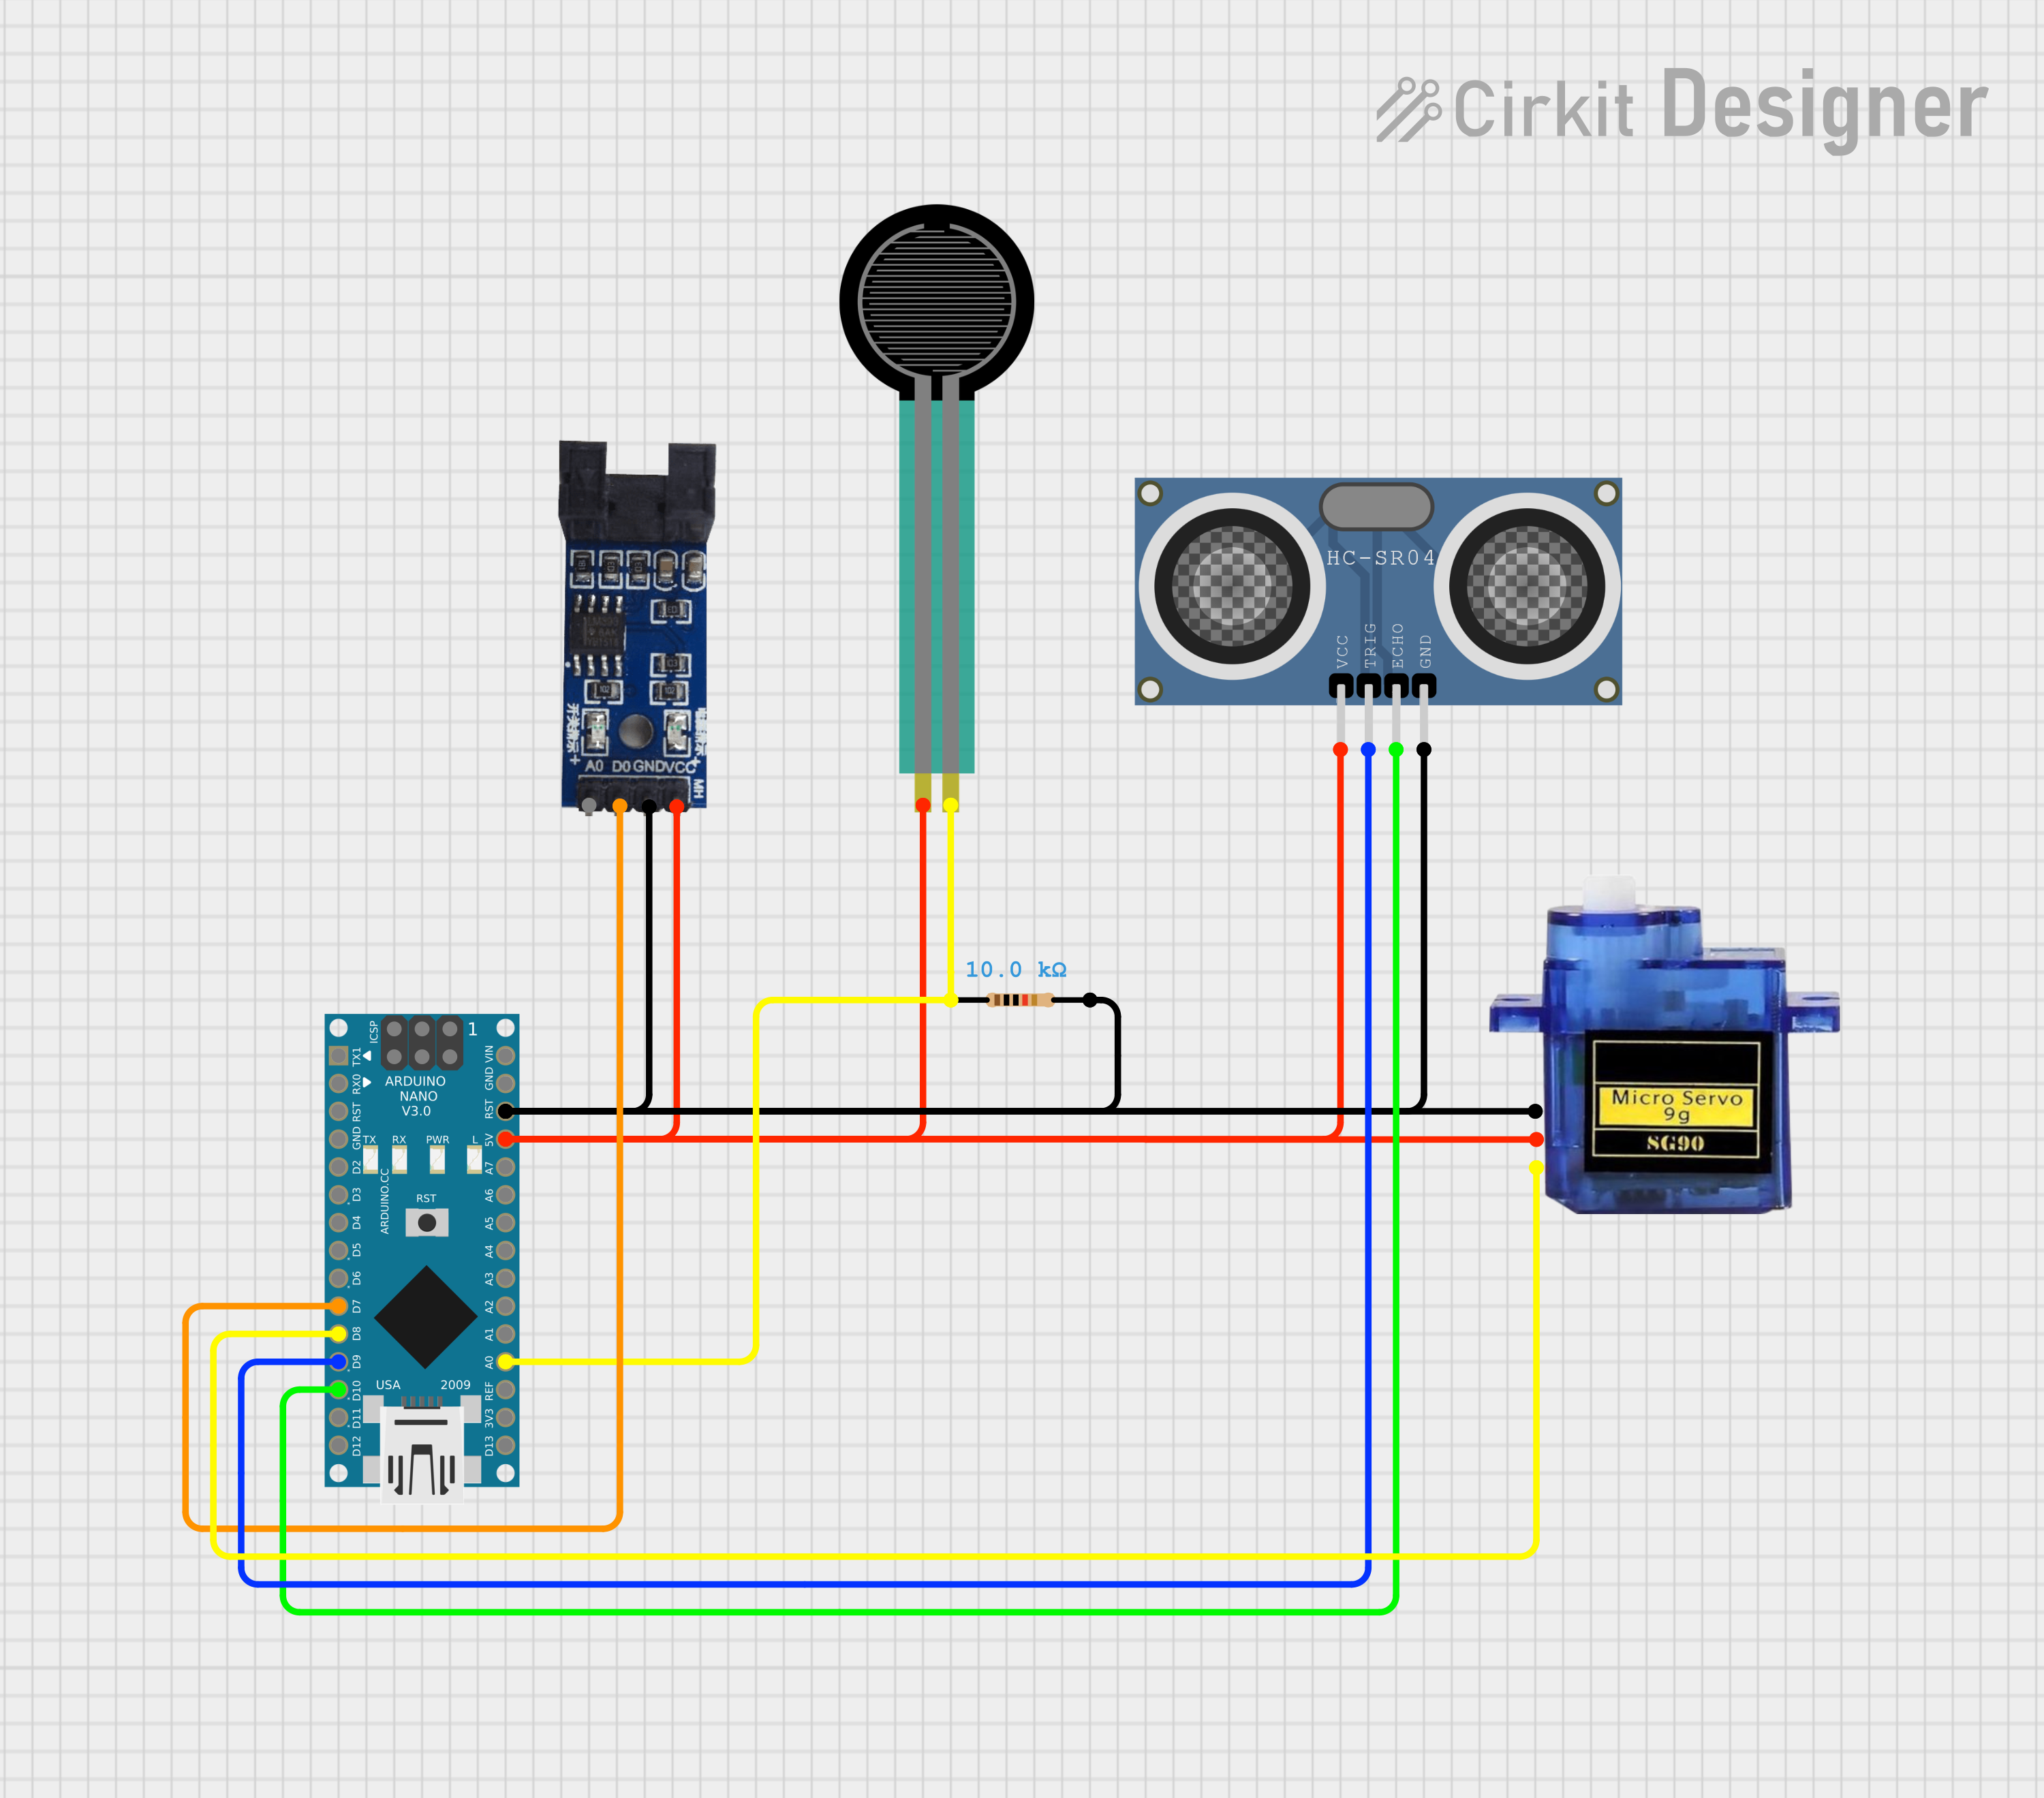 Cirkit Designer
HC-SR04
VCC
TRIG
ECHO
GND
A0 D0 GND VCC
MH
10.0 kΩ
Micro Servo
9g
SG90
ICSP
1
ARDUINO
NANO
V3.0
TX RX PWR L
RST
ARDUINO.CC
USA 2009
TX1
RX0
RST
GND
D2
D3
D4
D5
D6
D7
D8
D9
D10
D11
D12
VIN
GND
RST
5V
A7
A6
A5
A4
A3
A2
A1
A0
REF
3V3
D13